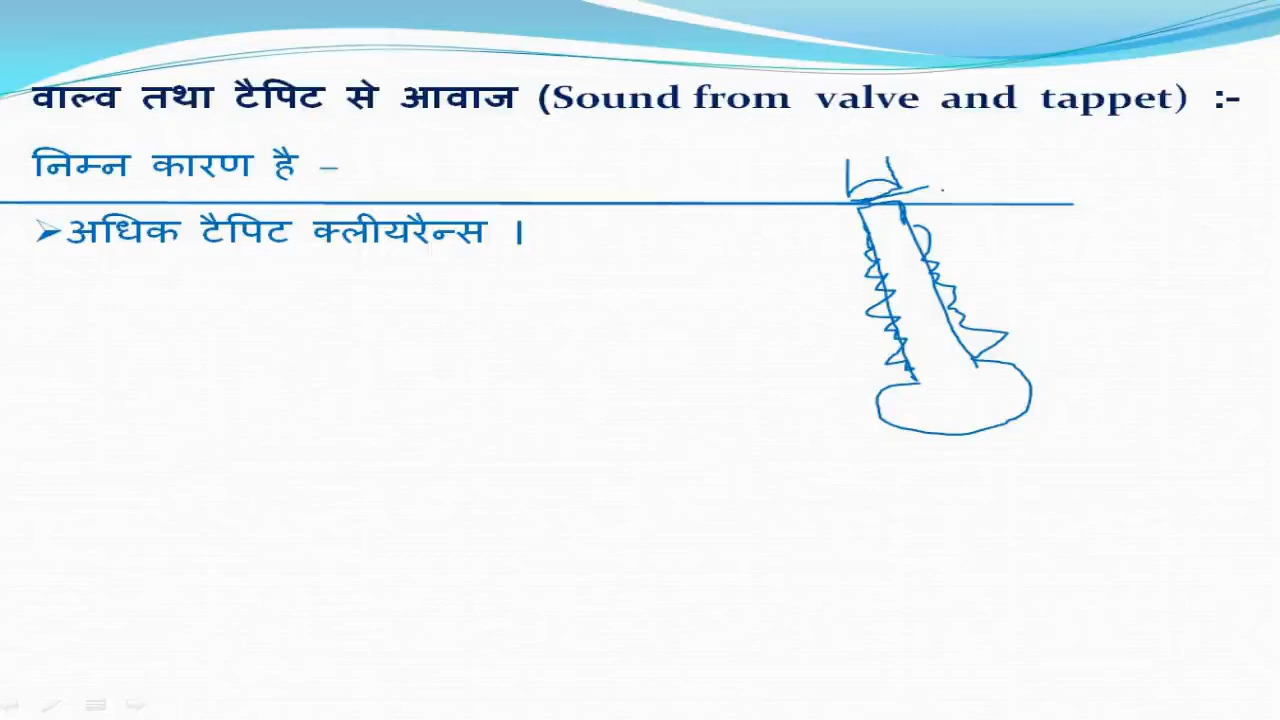 वाल्व तथा टैपिट से आवाज (Sound from valve and tappet) :-
निम्न कारण है –
अधिक टैपिट क्लीयरैन्स ।